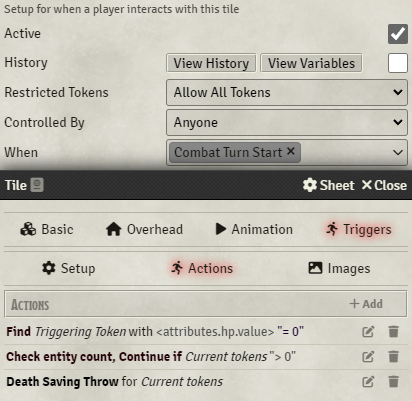 Setup for when a player interacts with this tile
Active
History View History View Variables
Restricted Tokens Allow All Tokens
Controlled By Anyone
When Combat Turn Start ✕
Tile Sheet ✕Close
Basic Overhead Animation Triggers
Setup Actions Images
ACTIONS + Add
Find Triggering Token with <attributes.hp.value> "= 0"
Check entity count, Continue if Current tokens "> 0"
Death Saving Throw for Current tokens